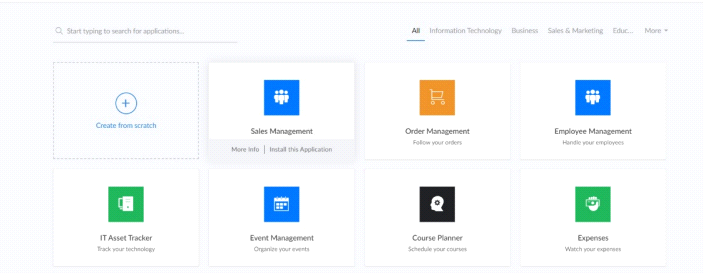 Start typing to search for applications...
All Information Technology Business Sales & Marketing Educ... More
Create from scratch
Sales Management
More Info | Install this Application
Order Management
Follow your orders
Employee Management
Handle your employees
IT Asset Tracker
Track your technology
Event Management
Organize your events
Course Planner
Schedule your courses
Expenses
Watch your expenses